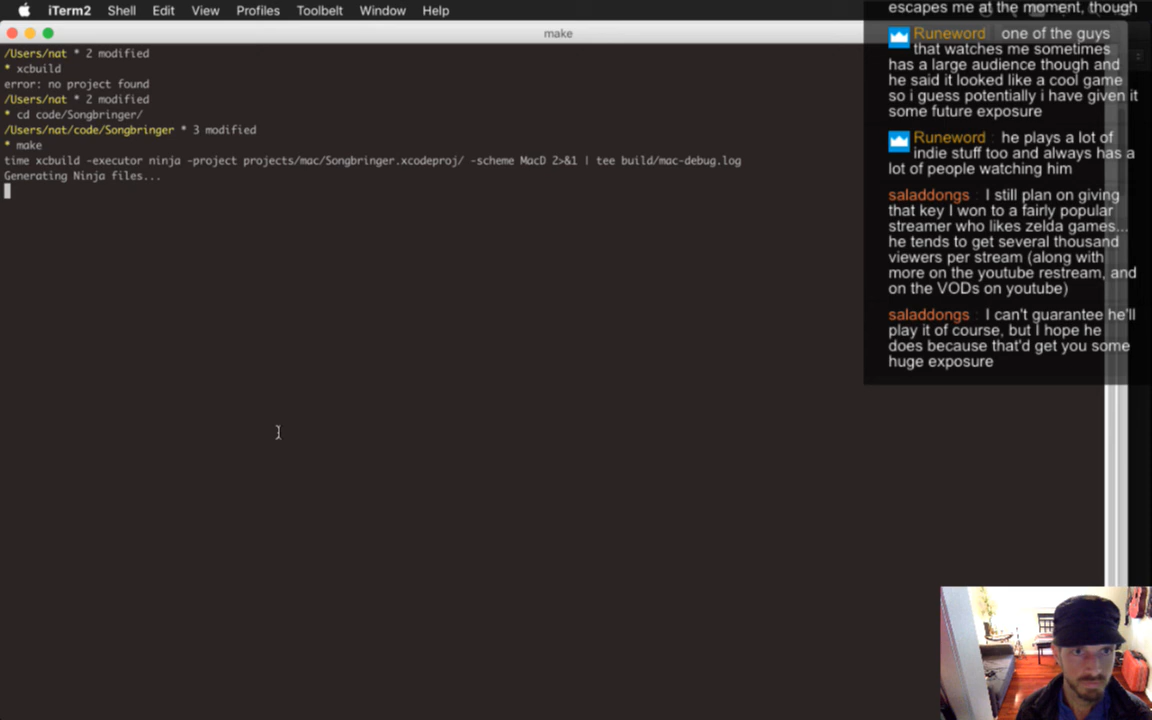 iTerm2 Shell Edit View Profiles Toolbelt Window Help
make
/Users/nat * 2 modified
* xcbuild
error: no project found
/Users/nat * 2 modified
* cd code/Songbringer/
/Users/nat/code/Songbringer * 3 modified
* make
time xcbuild -executor ninja -project projects/mac/Songbringer.xcodeproj/ -scheme MacD 2>&1 | tee build/mac-debug.log
Generating Ninja files...
escapes me at the moment, though
Runeword : one of the guys
that watches me sometimes
has a large audience though and
he said it looked like a cool game
so i guess potentially i have given it
some future exposure
Runeword : he plays a lot of
indie stuff too and always has a
lot of people watching him
saladdongs : I still plan on giving
that key I won to a fairly popular
streamer who likes zelda games...
he tends to get several thousand
viewers per stream (along with
more on the youtube restream, and
on the VODs on youtube)
saladdongs : I can't guarantee he'll
play it of course, but I hope he
does because that'd get you some
huge exposure